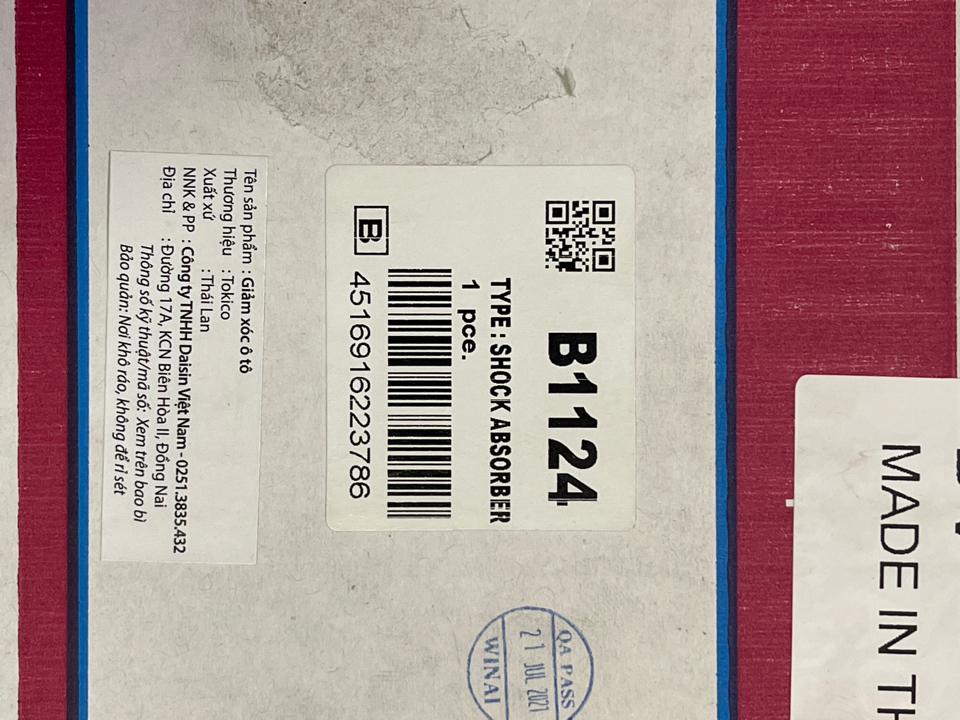 B1124
TYPE : SHOCK ABSORBER
1 pce.
B
4516916223786
Tên sản phẩm : Giảm xóc ô tô
Thương hiệu : Tokico
Xuất xứ : Thái Lan
NNK & PP : Công ty TNHH Daisin Việt Nam - 0251.3835.432
Địa chỉ : Đường 17A, KCN Biên Hòa II, Đồng Nai
Thông số kỹ thuật/mã số: Xem trên bao bì
Bảo quản: Nơi khô ráo, không để rỉ sét
QA PASS
21 JUL 2021
WINAI
MADE IN